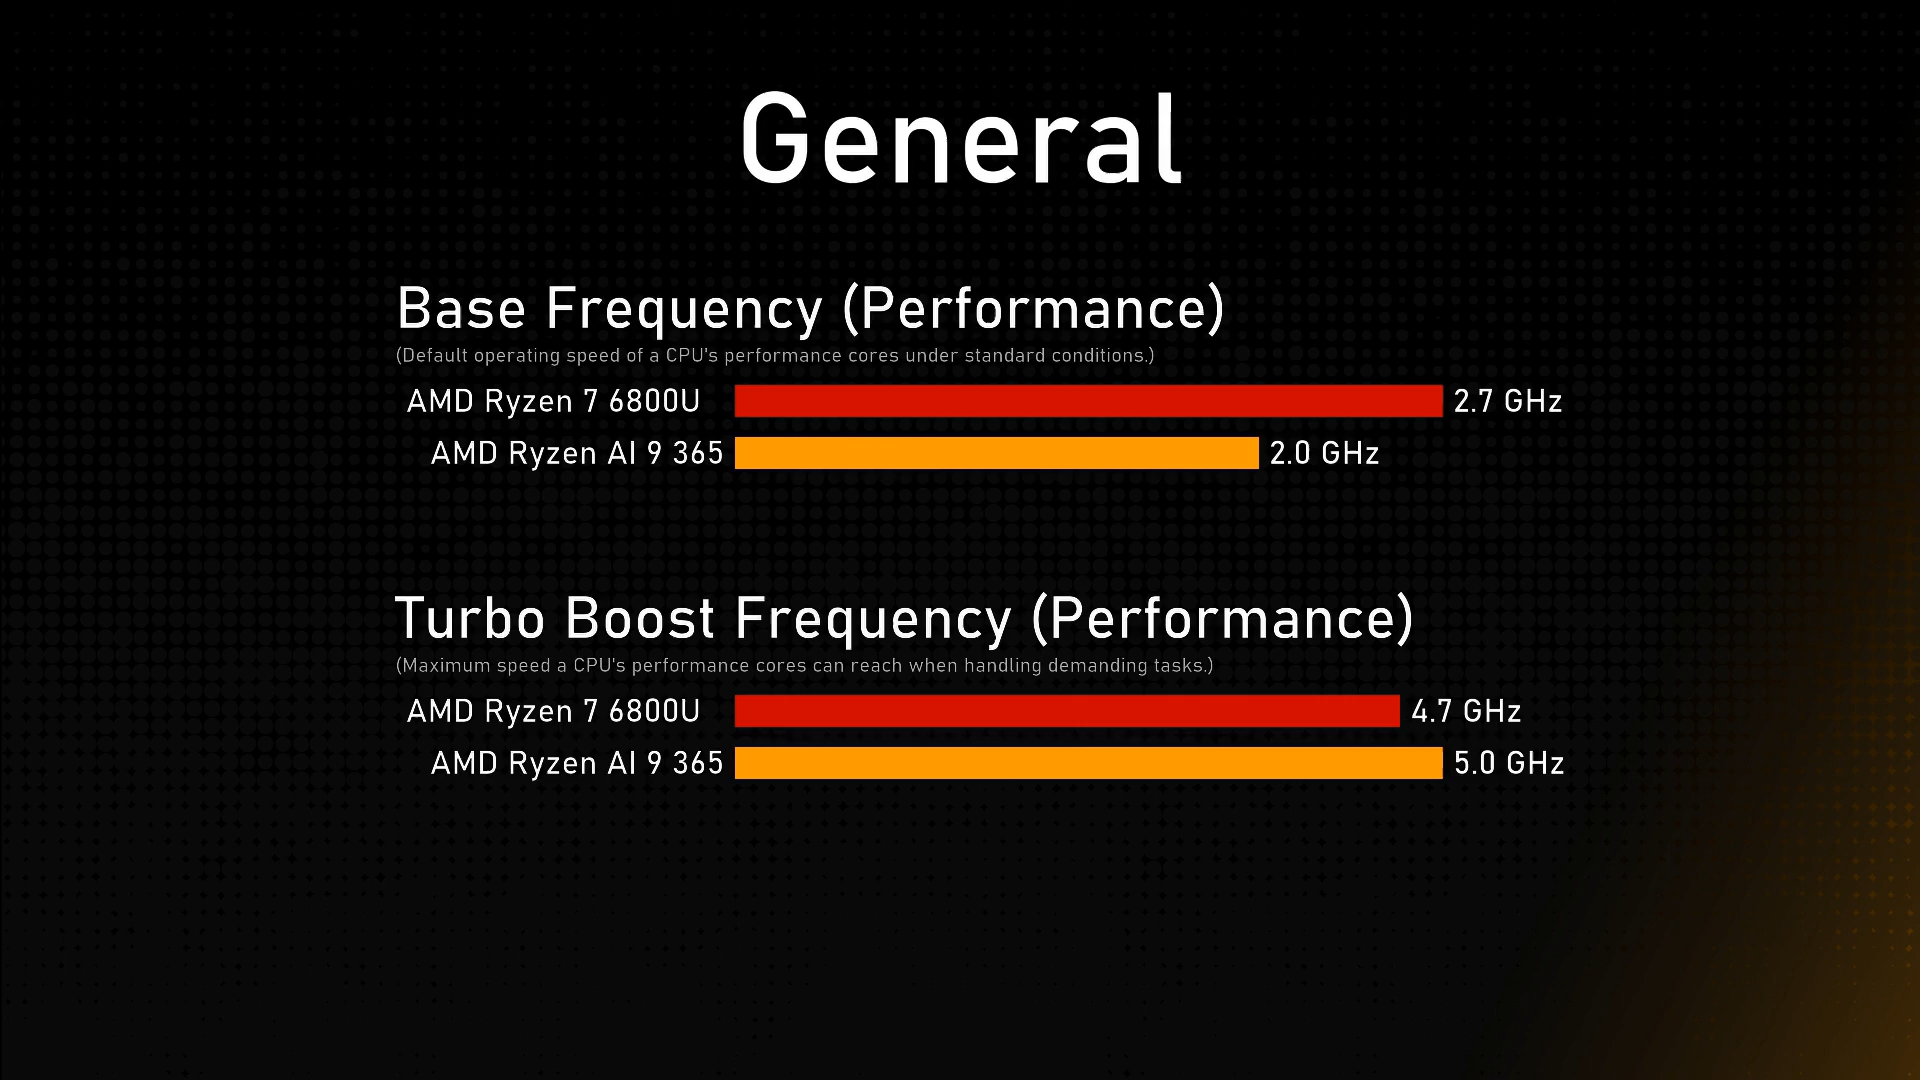 General
Base Frequency (Performance)
(Default operating speed of a CPU's performance cores under standard conditions.)
AMD Ryzen 7 6800U 2.7 GHz
AMD Ryzen AI 9 365 2.0 GHz
Turbo Boost Frequency (Performance)
(Maximum speed a CPU's performance cores can reach when handling demanding tasks.)
AMD Ryzen 7 6800U 4.7 GHz
AMD Ryzen AI 9 365 5.0 GHz